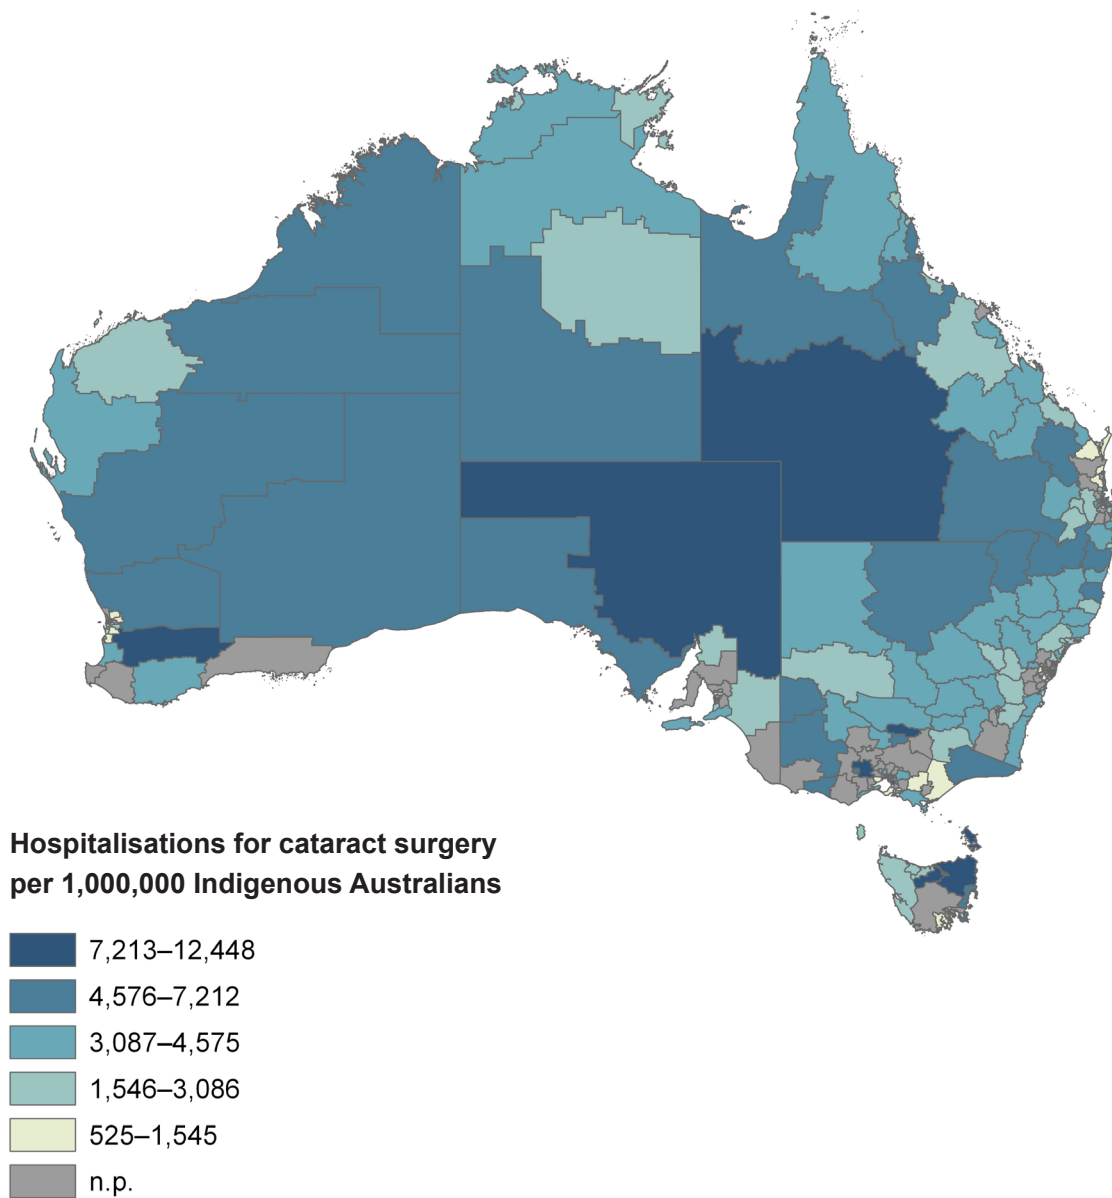 Hospitalisations for cataract surgery
per 1,000,000 Indigenous Australians
7,213–12,448
4,576–7,212
3,087–4,575
1,546–3,086
525–1,545
n.p.